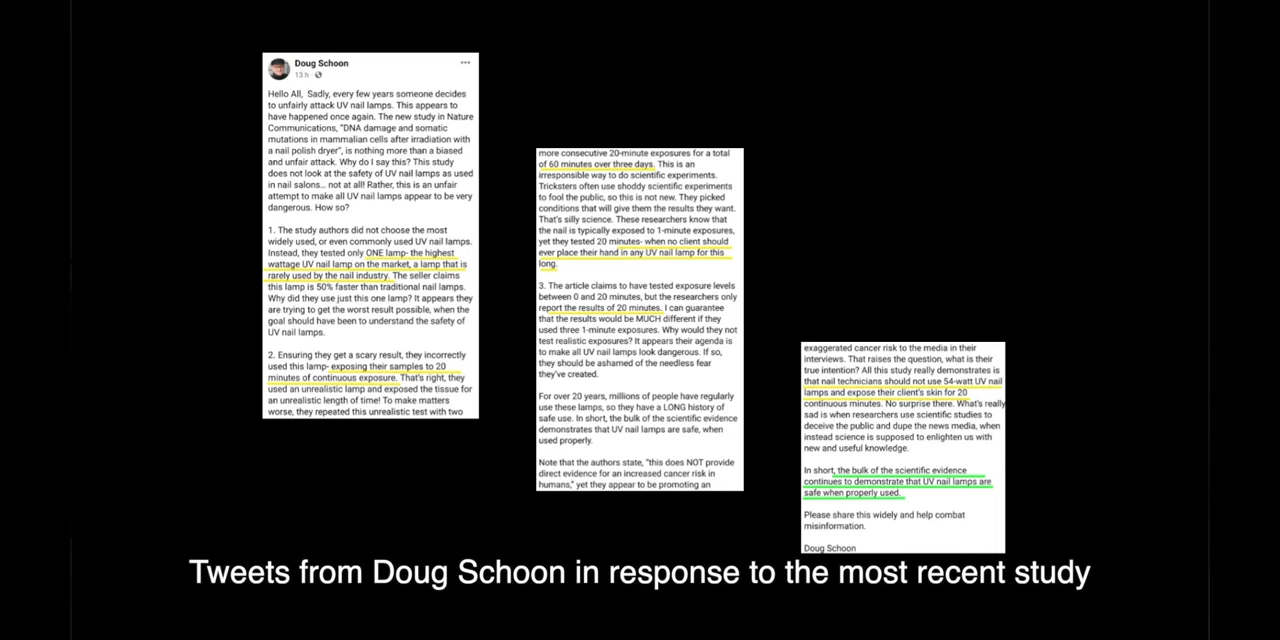 Doug Schoon
13 h
Hello All, Sadly, every few years someone decides
to unfairly attack UV nail lamps. This appears to
have happened once again. The new study in Nature
Communications, "DNA damage and somatic
mutations in mammalian cells after irradiation with
a nail polish dryer", is nothing more than a biased
and unfair attack. Why do I say this? This study
does not look at the safety of UV nail lamps as used
in nail salons... not at all! Rather, this is an unfair
attempt to make all UV nail lamps appear to be very
dangerous. How so?
1. The study authors did not choose the most
widely used, or even commonly used UV nail lamps.
Instead, they tested only ONE lamp- the highest
wattage UV nail lamp on the market, a lamp that is
rarely used by the nail industry. The seller claims
this lamp is 50% faster than traditional nail lamps.
Why did they use just this one lamp? It appears they
are trying to get the worst result possible, when the
goal should have been to understand the safety of
UV nail lamps.
2. Ensuring they get a scary result, they incorrectly
used this lamp- exposing their samples to 20
minutes of continuous exposure. That's right, they
used an unrealistic lamp and exposed the tissue for
an unrealistic length of time! To make matters
worse, they repeated this unrealistic test with two
more consecutive 20-minute exposures for a total
of 60 minutes over three days. This is an
irresponsible way to do scientific experiments.
Tricksters often use shoddy scientific experiments
to fool the public, so this is not new. They picked
conditions that will give them the results they want.
That's silly science. These researchers know that
the nail is typically exposed to 1-minute exposures,
yet they tested 20 minutes- when no client should
ever place their hand in any UV nail lamp for this
long.
3. The article claims to have tested exposure levels
between 0 and 20 minutes, but the researchers only
report the results of 20 minutes. I can guarantee
that the results would be MUCH different if they
used three 1-minute exposures. Why would they not
test realistic exposures? It appears their agenda is
to make all UV nail lamps look dangerous. If so,
they should be ashamed of the needless fear
they've created.
For over 20 years, millions of people have regularly
use these lamps, so they have a LONG history of
safe use. In short, the bulk of the scientific evidence
demonstrates that UV nail lamps are safe, when
used properly.
Note that the authors state, "this does NOT provide
direct evidence for an increased cancer risk in
humans," yet they appear to be promoting an
exaggerated cancer risk to the media in their
interviews. That raises the question, what is their
true intention? All this study really demonstrates is
that nail technicians should not use 54-watt UV nail
lamps and expose their client's skin for 20
continuous minutes. No surprise there. What's really
sad is when researchers use scientific studies to
deceive the public and dupe the news media, when
instead science is supposed to enlighten us with
new and useful knowledge.
In short, the bulk of the scientific evidence
continues to demonstrate that UV nail lamps are
safe when properly used.
Please share this widely and help combat
misinformation.
Doug Schoon
Tweets from Doug Schoon in response to the most recent study